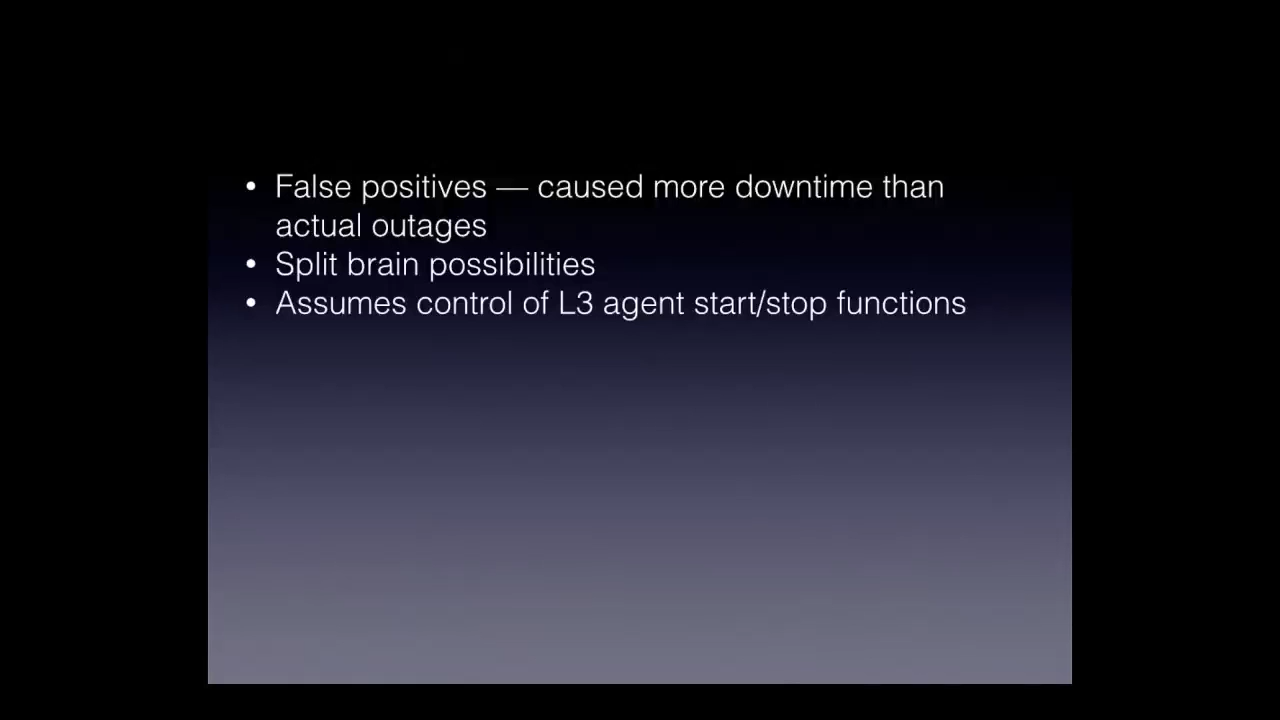 • False positives — caused more downtime than
actual outages
• Split brain possibilities
• Assumes control of L3 agent start/stop functions